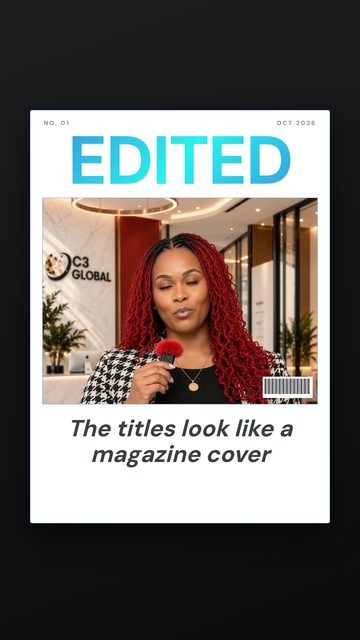 NO. 01
OCT 2026
EDITED
C3
GLOBAL
The titles look like a
magazine cover